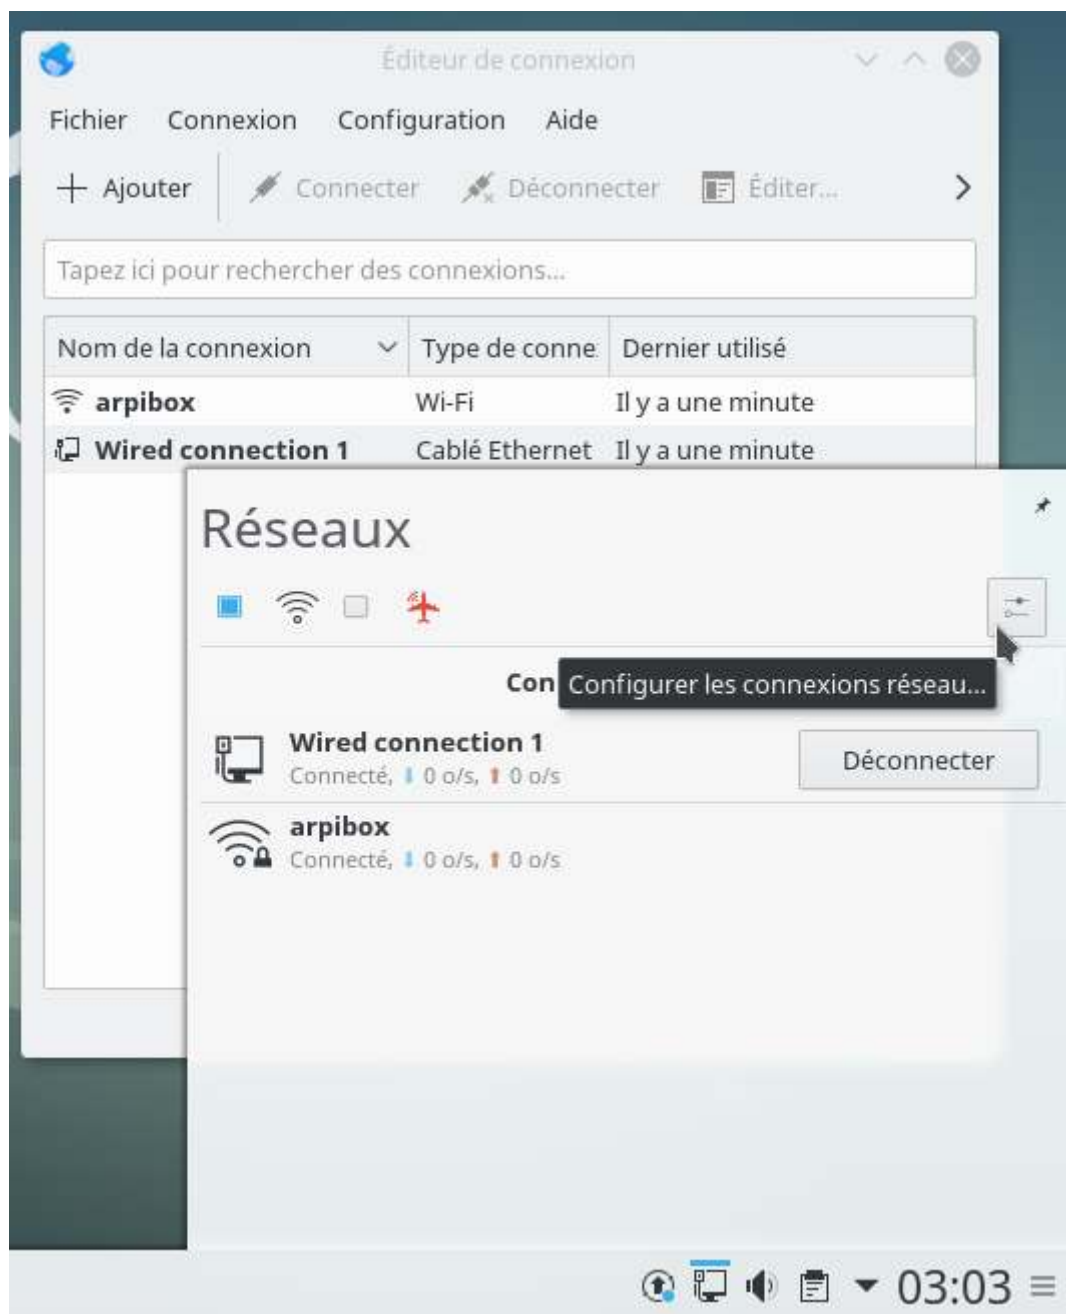 Éditeur de connexion
Fichier Connexion Configuration Aide
Ajouter Connecter Déconnecter Éditer...
Tapez ici pour rechercher des connexions...
Nom de la connexion Type de conne Dernier utilisé
arpibox Wi-Fi Il y a une minute
Wired connection 1 Cablé Ethernet Il y a une minute
Réseaux
Con Configurer les connexions réseau...
Wired connection 1
Connecté, ⬇ 0 o/s, ⬆ 0 o/s
Déconnecter
arpibox
Connecté, ⬇ 0 o/s, ⬆ 0 o/s
03:03